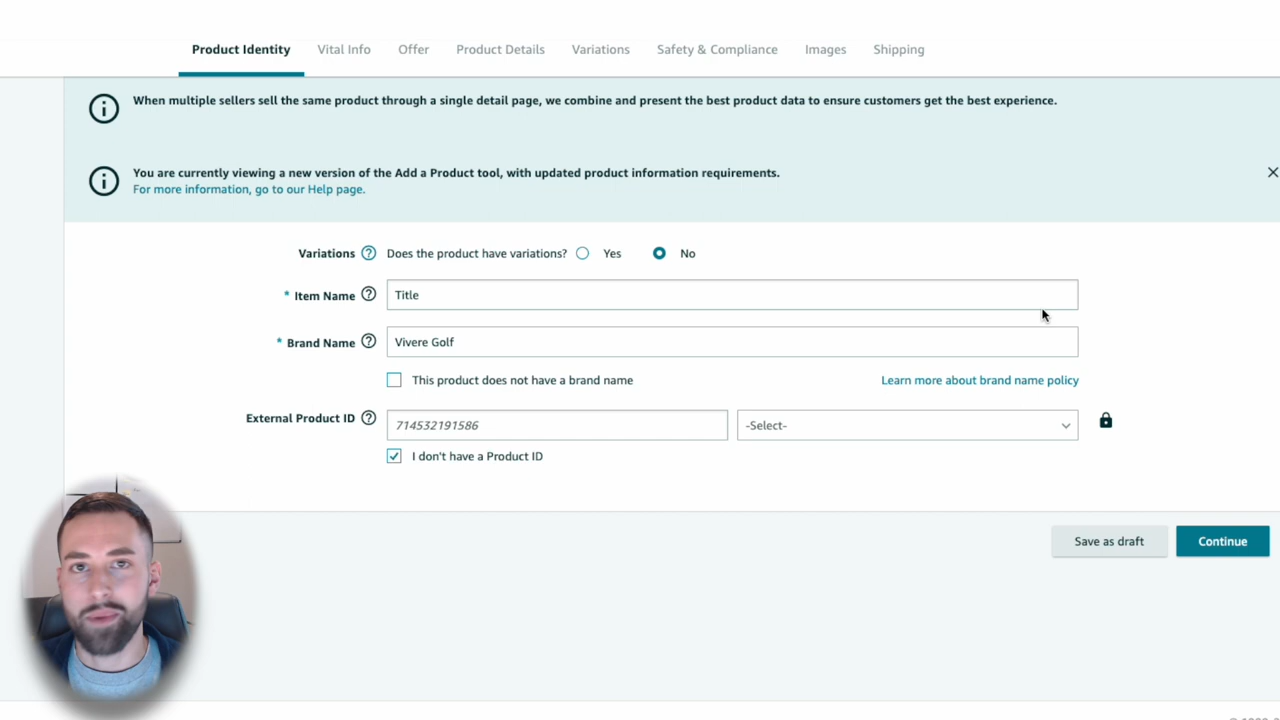 Product Identity Vital Info Offer Product Details Variations Safety & Compliance Images Shipping
When multiple sellers sell the same product through a single detail page, we combine and present the best product data to ensure customers get the best experience.
You are currently viewing a new version of the Add a Product tool, with updated product information requirements.
For more information, go to our Help page.
Variations Does the product have variations? Yes No
* Item Name Title
* Brand Name Vivere Golf
This product does not have a brand name Learn more about brand name policy
External Product ID 714532191586 -Select-
I don't have a Product ID
Save as draft Continue